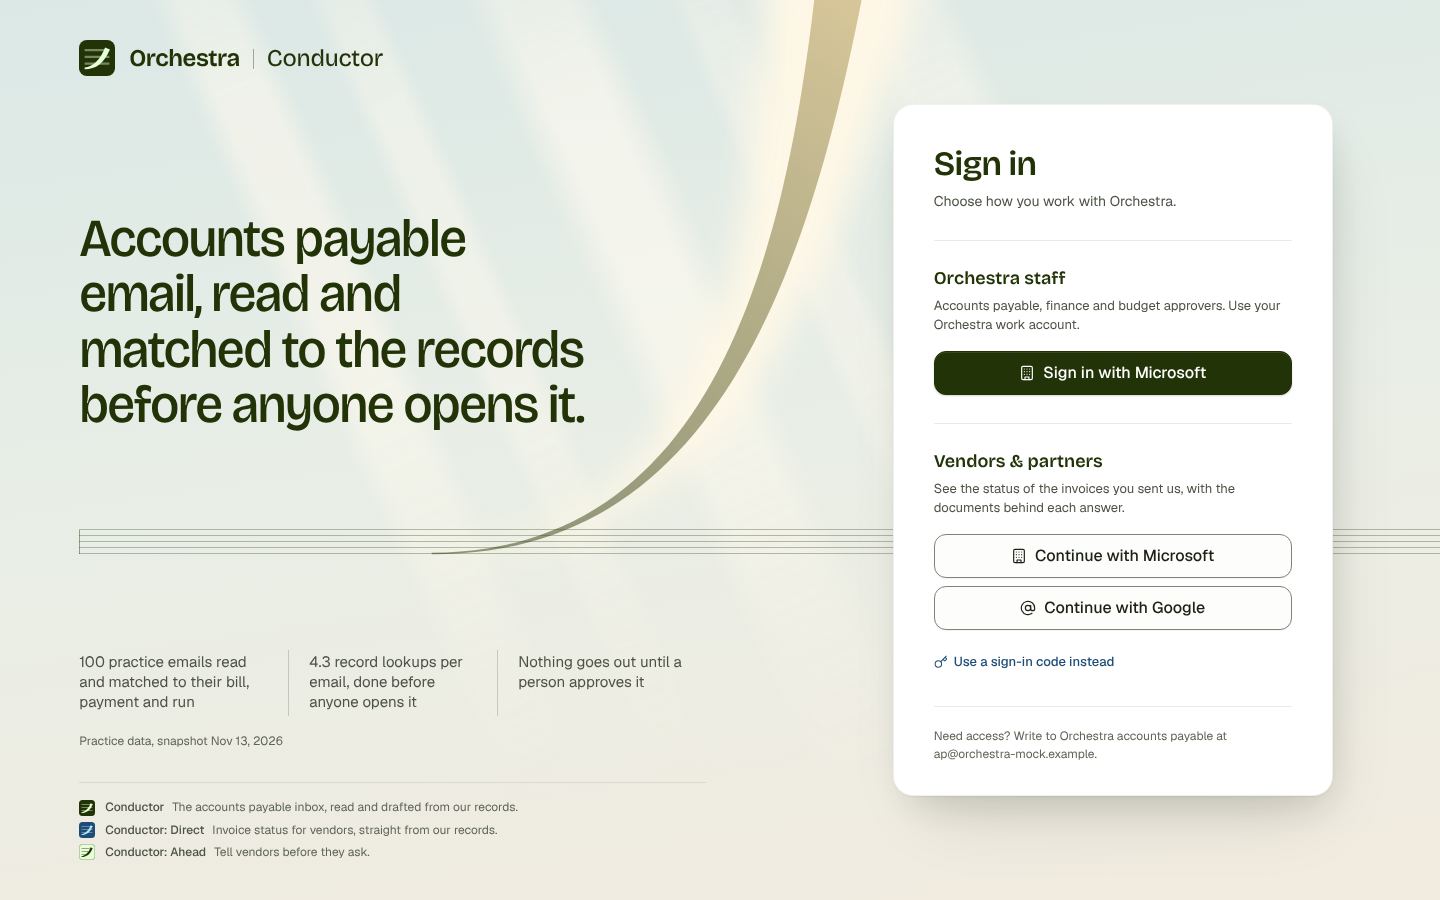 Orchestra | Conductor
Accounts payable
email, read and
matched to the records
before anyone opens it.
100 practice emails read
and matched to their bill,
payment and run
4.3 record lookups per
email, done before
anyone opens it
Nothing goes out until a
person approves it
Practice data, snapshot Nov 13, 2026
Conductor The accounts payable inbox, read and drafted from our records.
Conductor: Direct Invoice status for vendors, straight from our records.
Conductor: Ahead Tell vendors before they ask.
Sign in
Choose how you work with Orchestra.
Orchestra staff
Accounts payable, finance and budget approvers. Use your
Orchestra work account.
Sign in with Microsoft
Vendors & partners
See the status of the invoices you sent us, with the
documents behind each answer.
Continue with Microsoft
Continue with Google
Use a sign-in code instead
Need access? Write to Orchestra accounts payable at
ap@orchestra-mock.example.